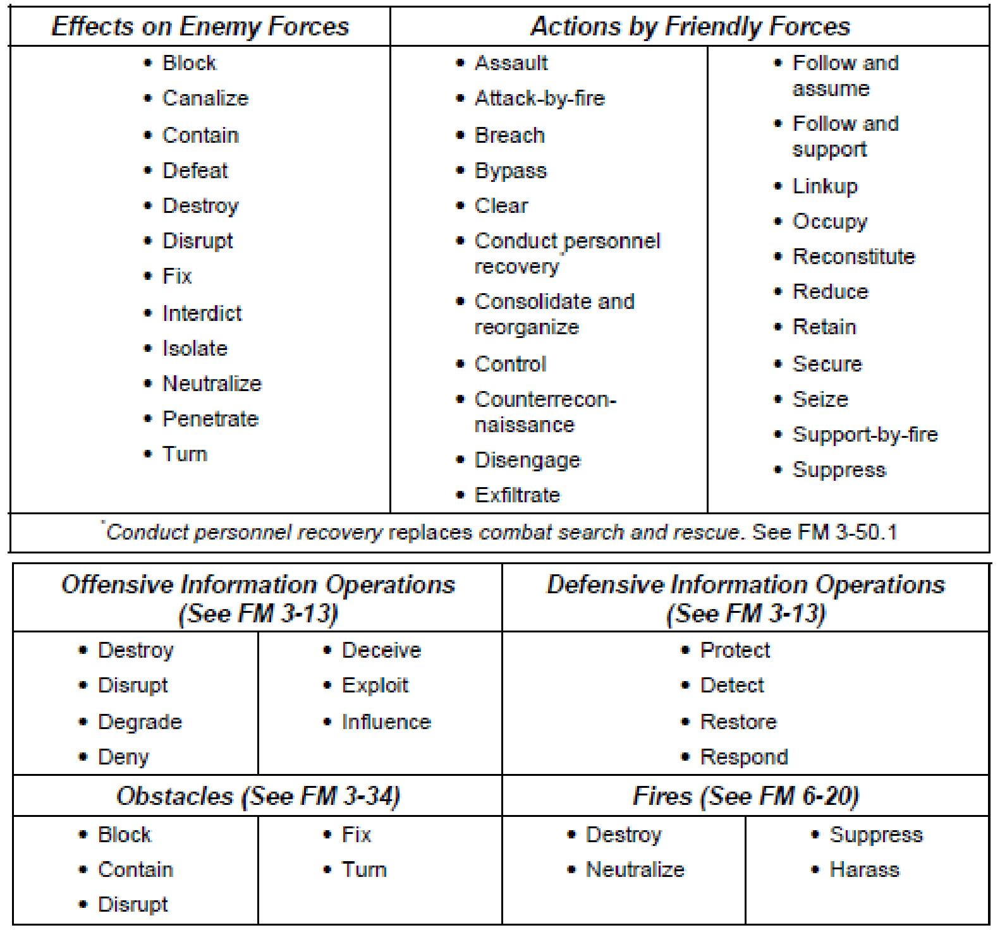 Effects on Enemy Forces
• Block
• Canalize
• Contain
• Defeat
• Destroy
• Disrupt
• Fix
• Interdict
• Isolate
• Neutralize
• Penetrate
• Turn
Actions by Friendly Forces
• Assault
• Attack-by-fire
• Breach
• Bypass
• Clear
• Conduct personnel
recovery*
• Consolidate and
reorganize
• Control
• Counterrecon-
naissance
• Disengage
• Exfiltrate
• Follow and
assume
• Follow and
support
• Linkup
• Occupy
• Reconstitute
• Reduce
• Retain
• Secure
• Seize
• Support-by-fire
• Suppress
*Conduct personnel recovery replaces combat search and rescue. See FM 3-50.1
Offensive Information Operations
(See FM 3-13)
• Destroy
• Disrupt
• Degrade
• Deny
• Deceive
• Exploit
• Influence
Defensive Information Operations
(See FM 3-13)
• Protect
• Detect
• Restore
• Respond
Obstacles (See FM 3-34)
• Block
• Contain
• Disrupt
• Fix
• Turn
Fires (See FM 6-20)
• Destroy
• Neutralize
• Suppress
• Harass